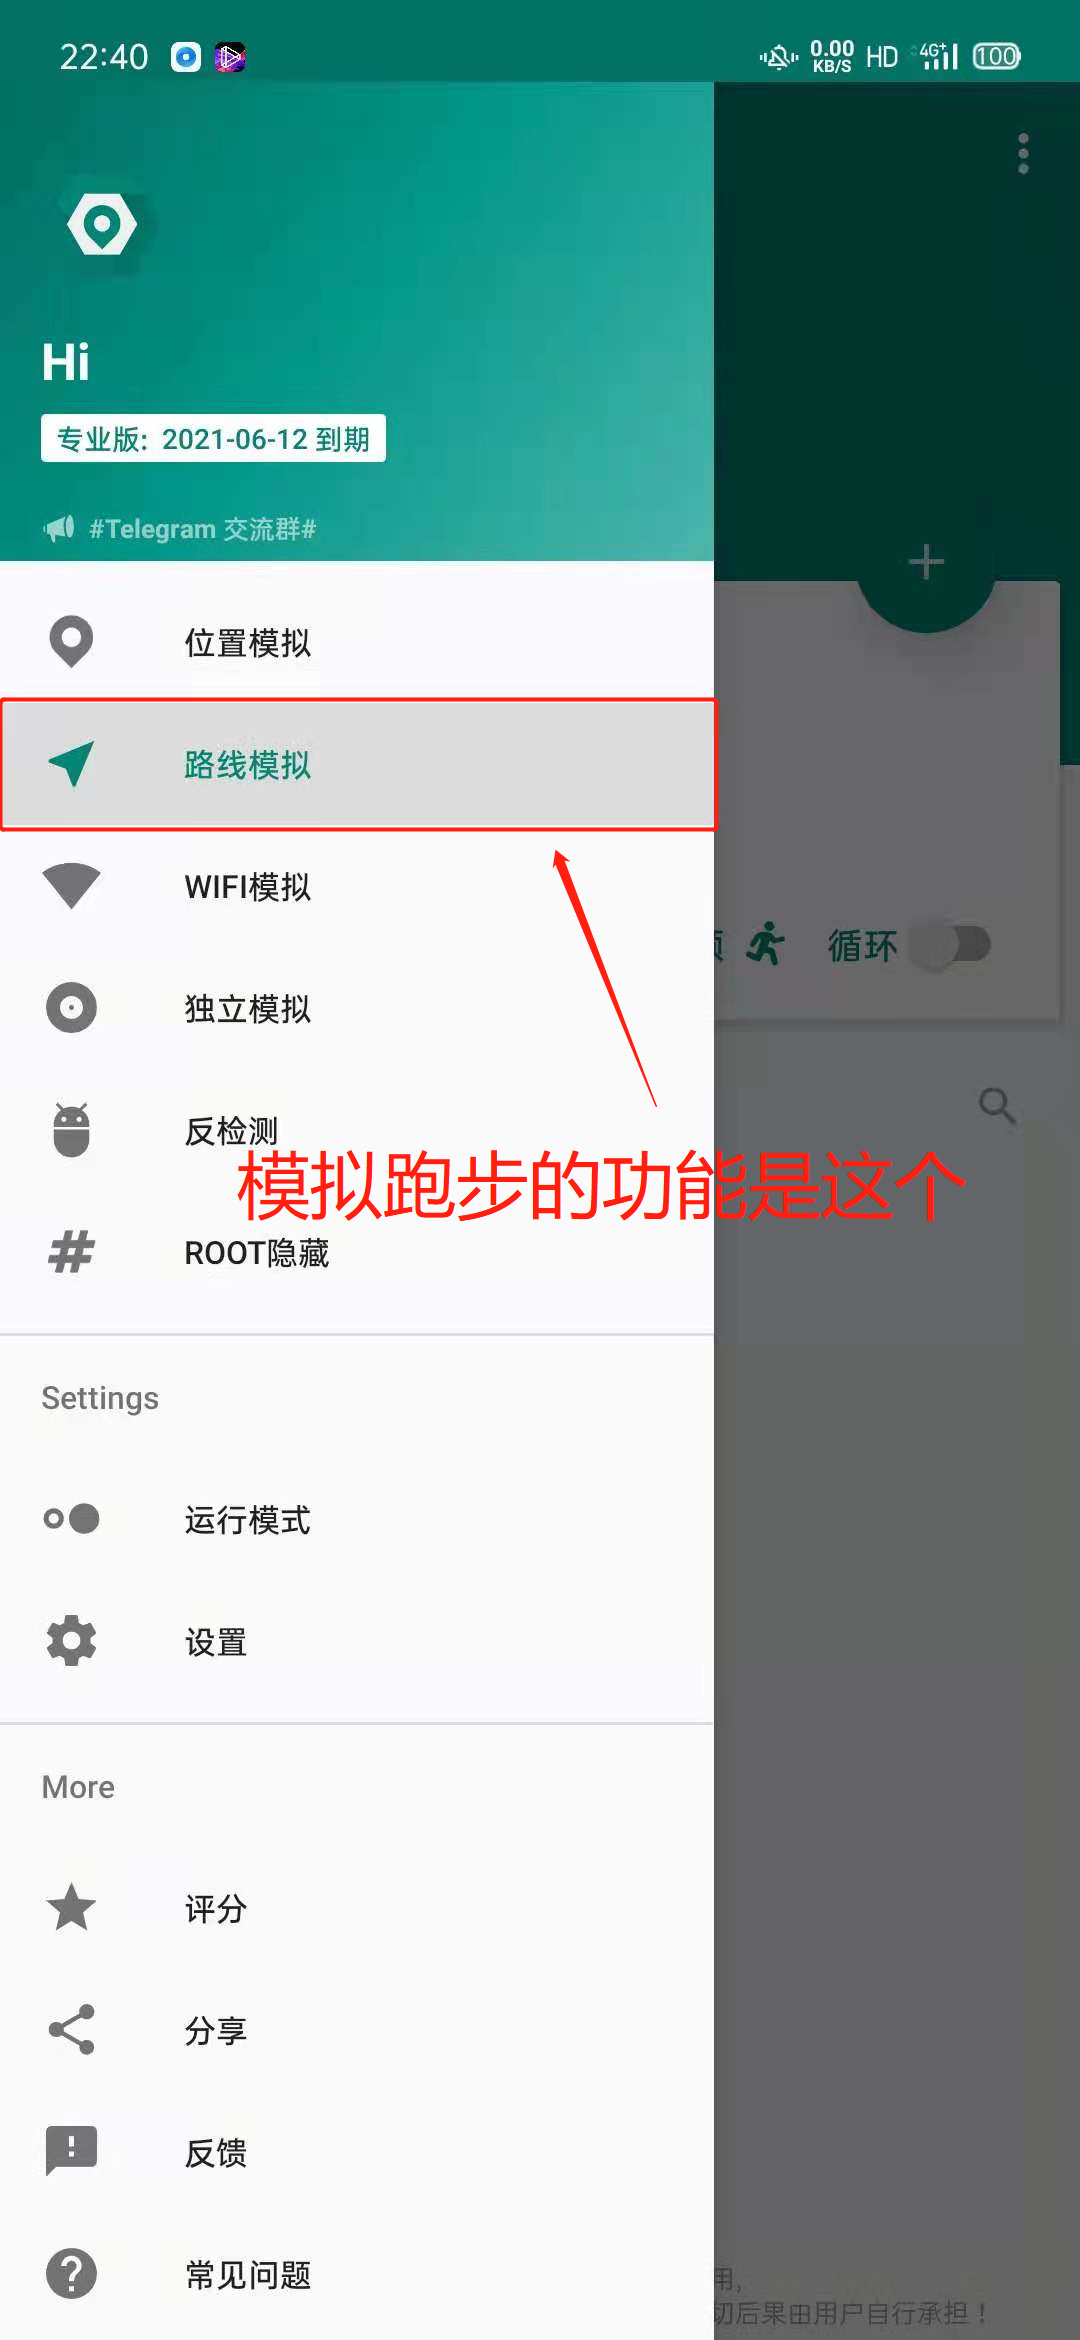 22:40 0.00 KB/S HD 4G+ 100
Hi
专业版: 2021-06-12 到期
#Telegram 交流群#
位置模拟
路线模拟
WIFI模拟
循环
独立模拟
反检测
模拟跑步的功能是这个
ROOT隐藏
Settings
运行模式
设置
More
评分
分享
反馈
常见问题
用,
切后果由用户自行承担！